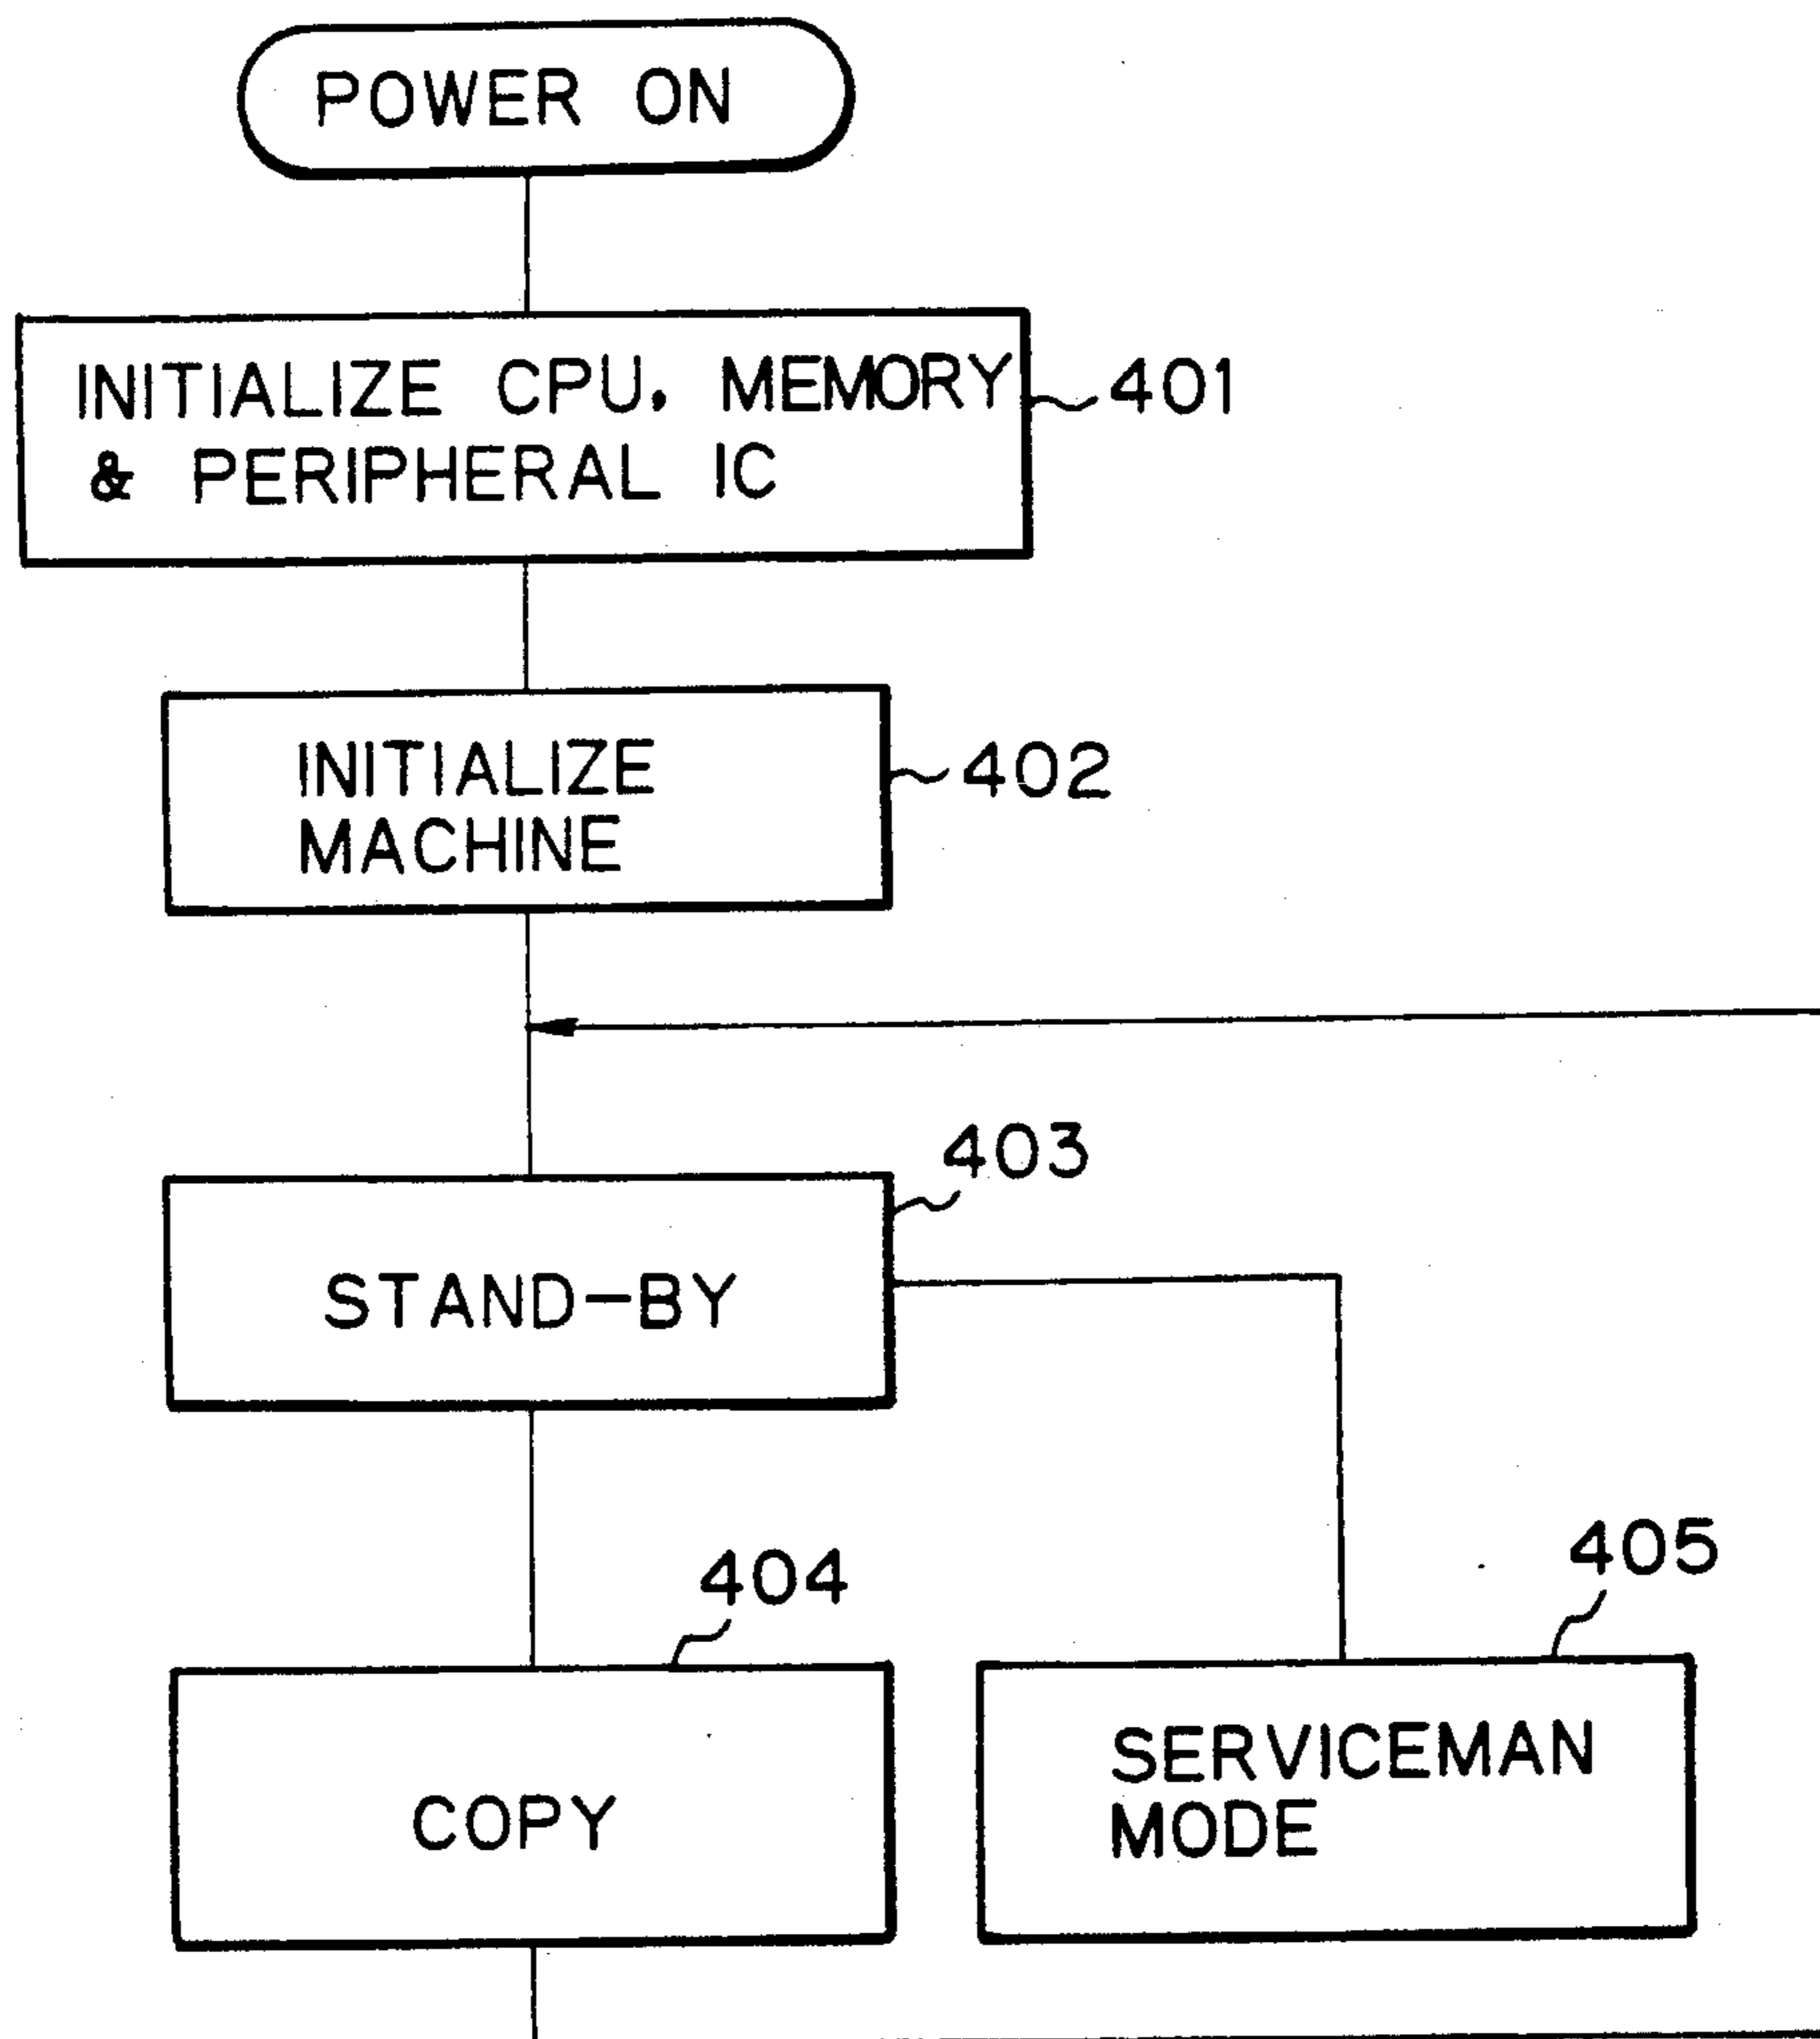 POWER ON
INITIALIZE CPU. MEMORY
& PERIPHERAL IC
401
INITIALIZE
MACHINE
402
403
STAND-BY
404
405
COPY
SERVICEMAN
MODE